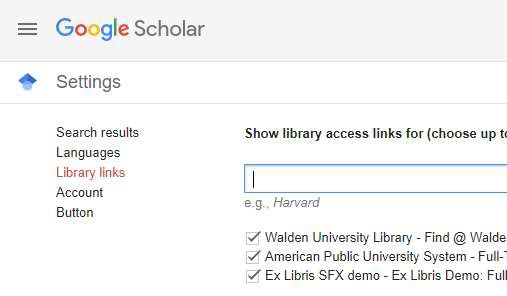 Google Scholar
Settings
Search results
Languages
Library links
Account
Button
Show library access links for (choose up to
e.g., Harvard
Walden University Library - Find @ Walde
American Public University System - Full-T
Ex Libris SFX demo - Ex Libris Demo: Full